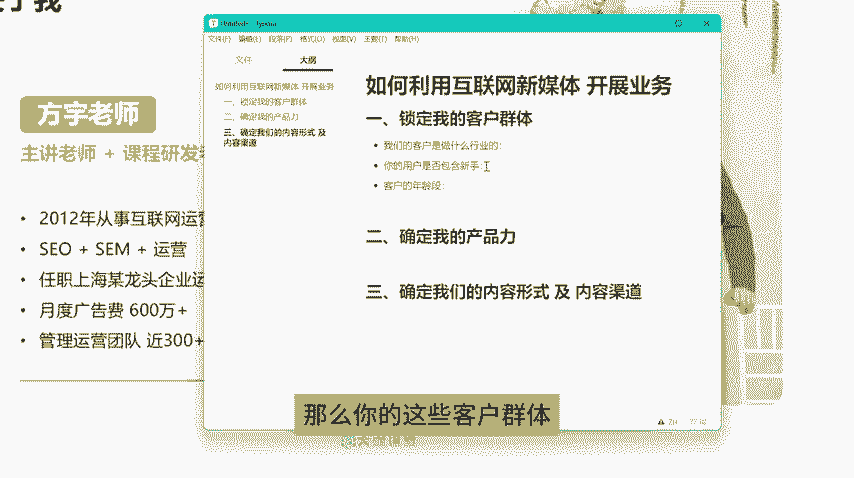 了我
方宇老师
主讲老师 + 课程研发
• 2012年从事互联网运营
• SEO + SEM + 运营
• 任职上海某龙头企业运
• 月度广告费 600万+
• 管理运营团队 近300+
文件(F) 编辑(E) 段落(P) 格式(O) 视图(V) 主题(T) 帮助(H)
文件 大纲
如何利用互联网新媒体 开展业务
一、锁定我的客户群体
二、确定我的产品力
三、确定我们的内容形式 及
内容渠道
如何利用互联网新媒体 开展业务
一、锁定我的客户群体
• 我们的客户是做什么行业的:
• 你的用户是否包含新手:
• 客户的年龄段:
二、确定我的产品力
三、确定我们的内容形式 及 内容渠道
那么你的这些客户群体